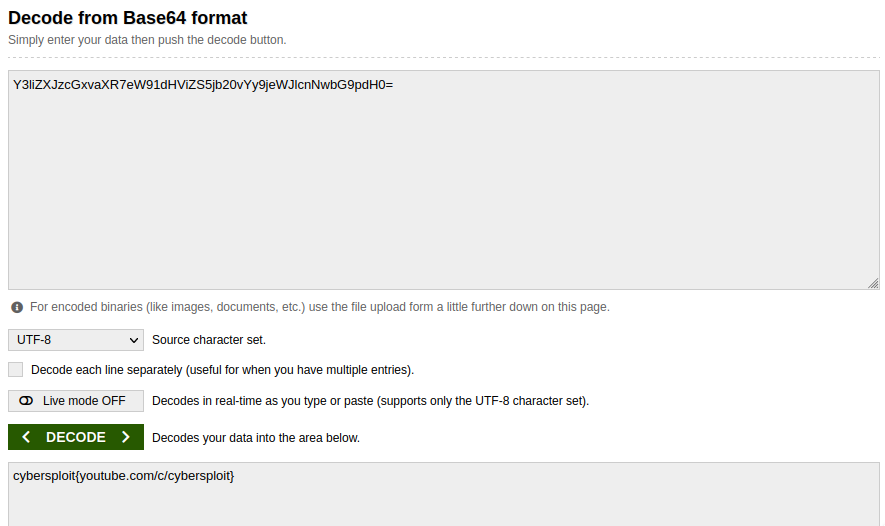 Decode from Base64 format
Simply enter your data then push the decode button.
Y3liZXJzcGxvaXR7eW91dHViZS5jb20vYy9jeWJlcnNwbG9pdH0=
For encoded binaries (like images, documents, etc.) use the file upload form a little further down on this page.
UTF-8 Source character set.
Decode each line separately (useful for when you have multiple entries).
Live mode OFF Decodes in real-time as you type or paste (supports only the UTF-8 character set).
< DECODE > Decodes your data into the area below.
cybersploit{youtube.com/c/cybersploit}